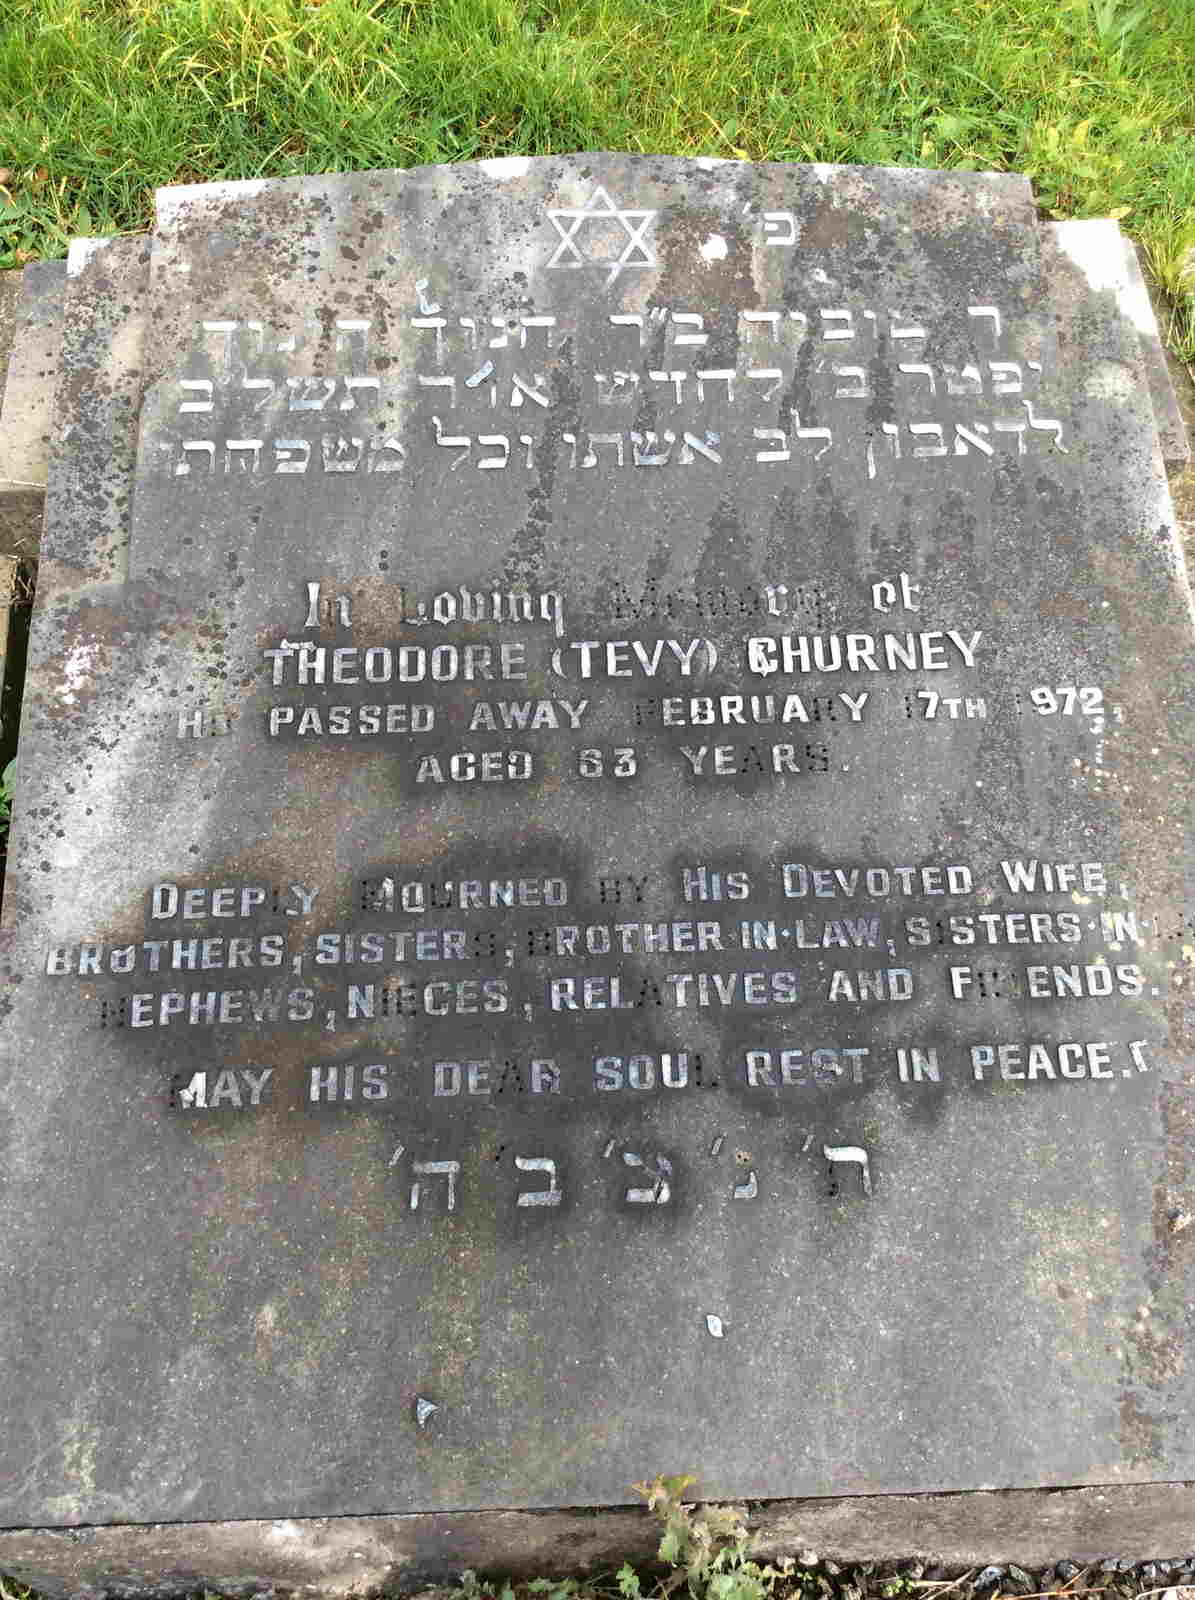 פ'
ר טוביה ב"ר חנוך ה
נפטר ב' לחדש אדר תשל"ב
לדאבון לב אשתו וכל משפחתו
In Loving Memory of
THEODORE (TEVY) CHURNEY
HE PASSED AWAY FEBRUARY 17TH 1972,
AGED 63 YEARS.
DEEPLY MOURNED BY HIS DEVOTED WIFE,
BROTHERS, SISTERS, BROTHER-IN-LAW, SISTERS-IN-
NEPHEWS, NIECES, RELATIVES AND FRIENDS.
MAY HIS DEAR SOUL REST IN PEACE.
ת' נ' צ' ב' ה'